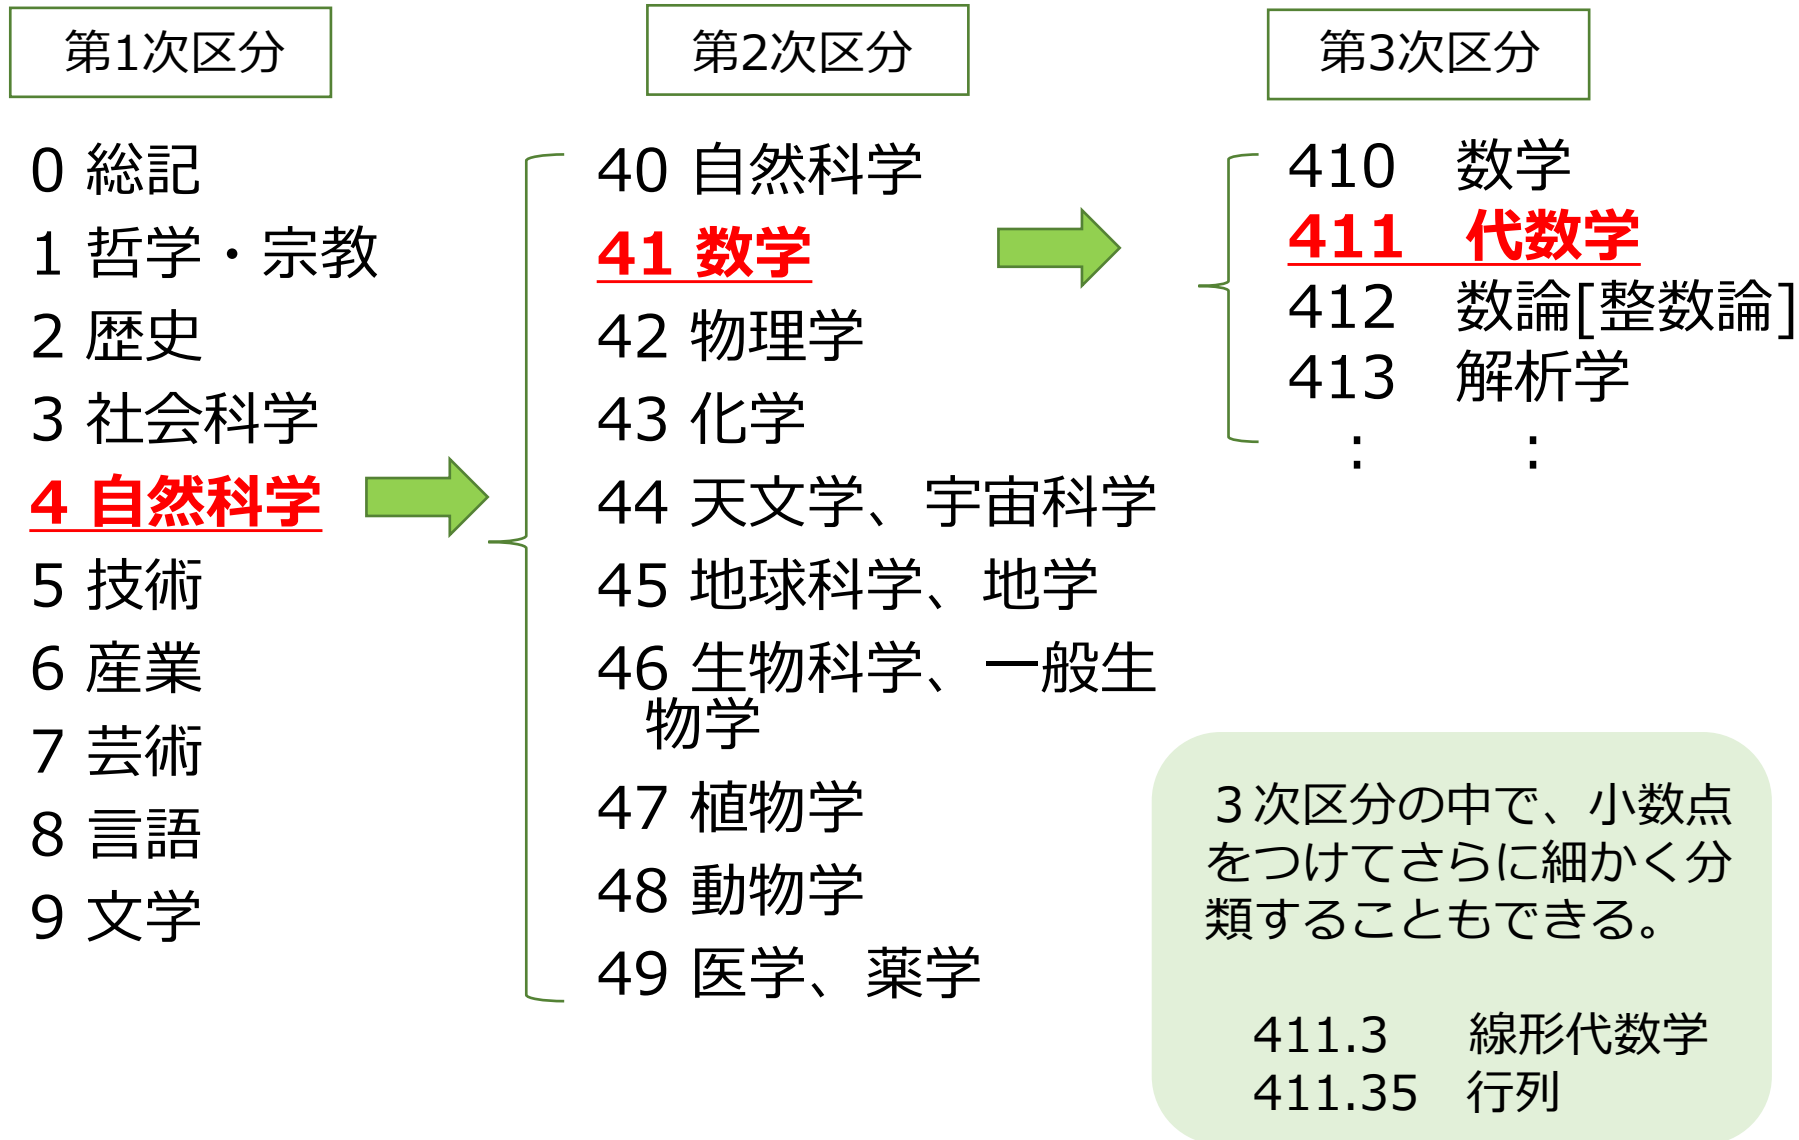 第1次区分
0 総記
1 哲学・宗教
2 歴史
3 社会科学
4 自然科学
5 技術
6 産業
7 芸術
8 言語
9 文学
第2次区分
40 自然科学
41 数学
42 物理学
43 化学
44 天文学、宇宙科学
45 地球科学、地学
46 生物科学、一般生
物学
47 植物学
48 動物学
49 医学、薬学
第3次区分
410　数学
411　代数学
412　数論[整数論]
413　解析学
：　　：
３次区分の中で、小数点
をつけてさらに細かく分
類することもできる。
411.3　線形代数学
411.35　行列